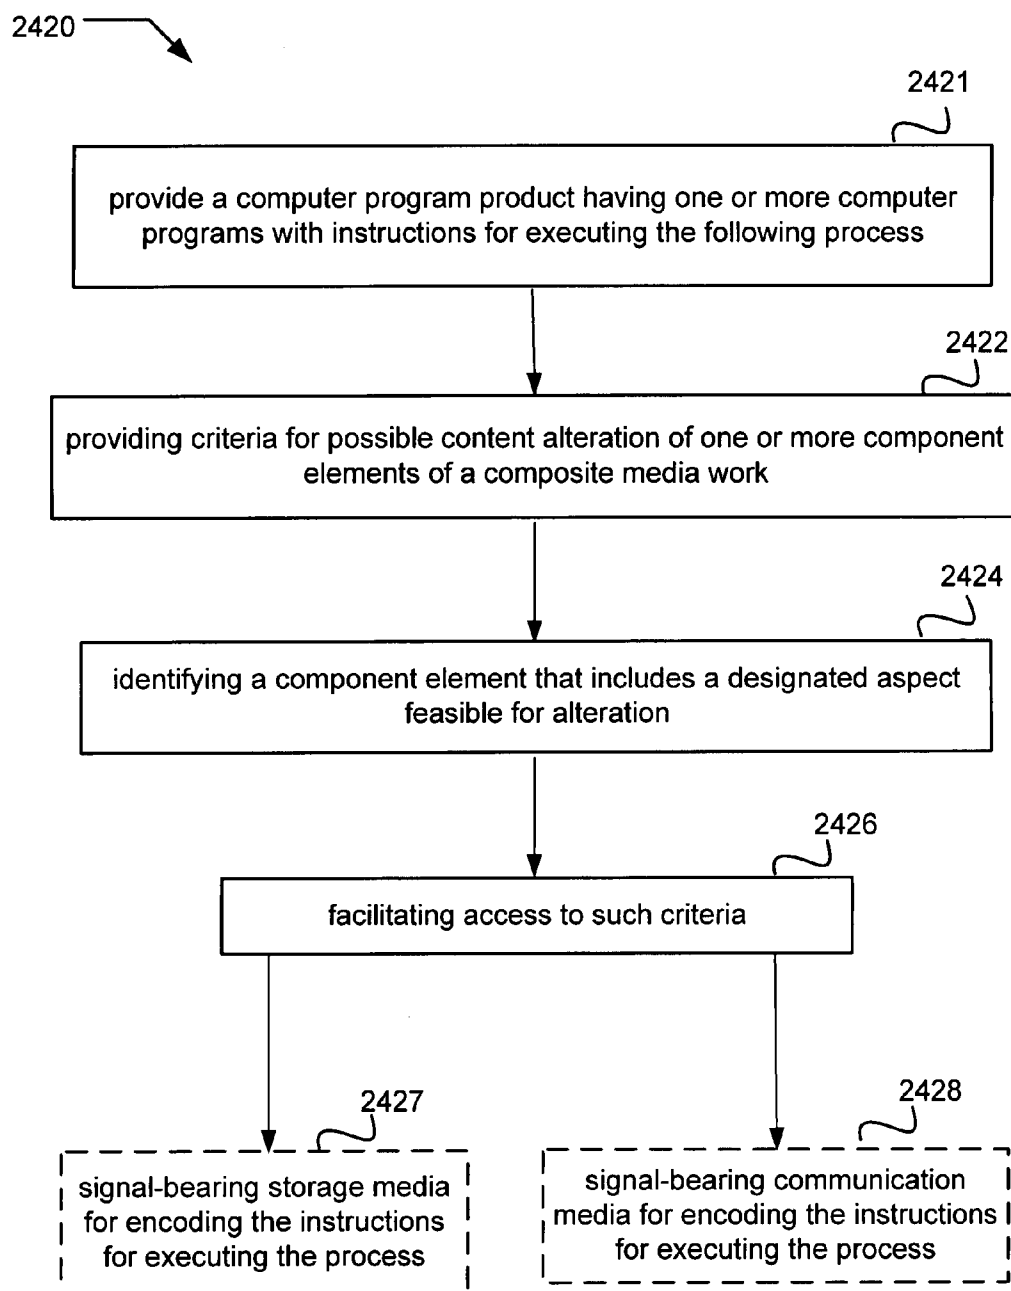 2420
2421
provide a computer program product having one or more computer
programs with instructions for executing the following process
2422
providing criteria for possible content alteration of one or more component
elements of a composite media work
2424
identifying a component element that includes a designated aspect
feasible for alteration
2426
facilitating access to such criteria
2427
signal-bearing storage media
for encoding the instructions
for executing the process
2428
signal-bearing communication
media for encoding the instructions
for executing the process